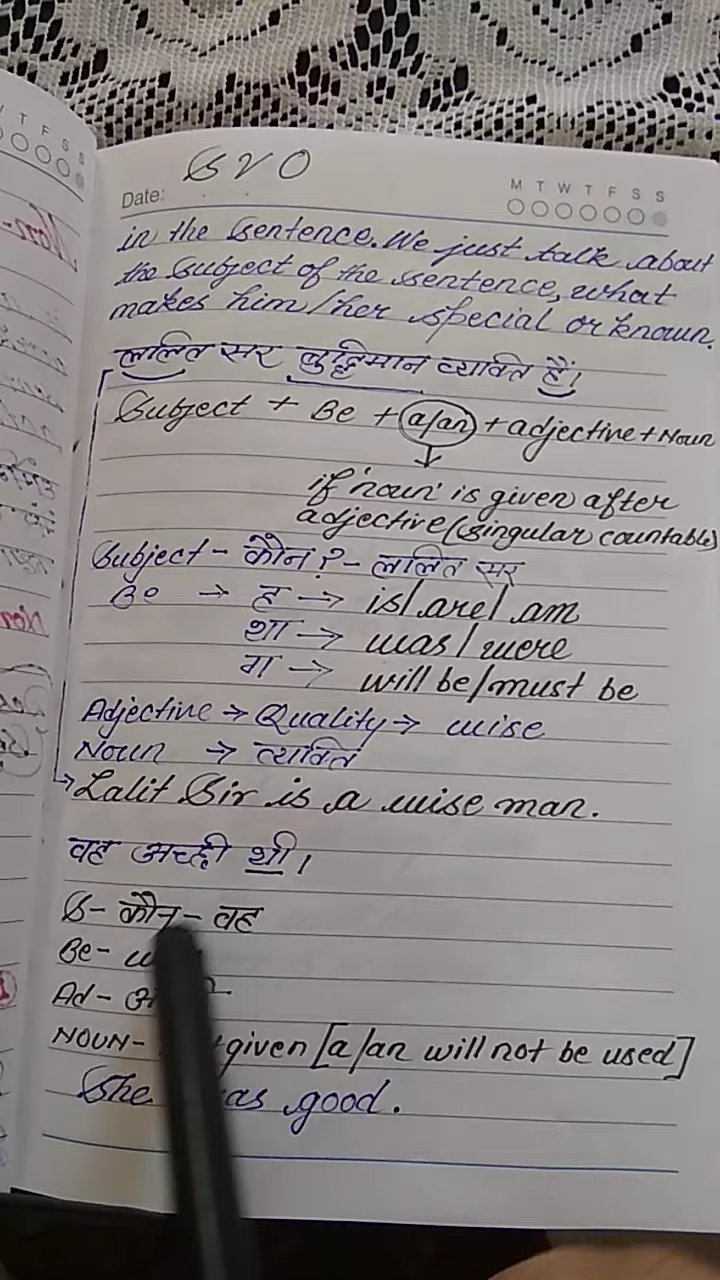 SVO
Date:
M T W T F S S
in the sentence. We just talk about
the subject of the sentence, what
makes him/her special or known.
ललित सर बुद्धिमान व्यक्ति हैं।
Subject + Be + a/an + adjective + Noun
if 'noun' is given after
adjective (singular countable)
Subject - कौन? - ललित सर
Be → ह → is/are/am
था → was/were
गा → will be/must be
Adjective → Quality → wise
Noun → व्यक्ति
→ Lalit Sir is a wise man.
वह अच्छी थी।
S - कौन - वह
Be -
Ad -
NOUN - given [a/an will not be used]
She good.